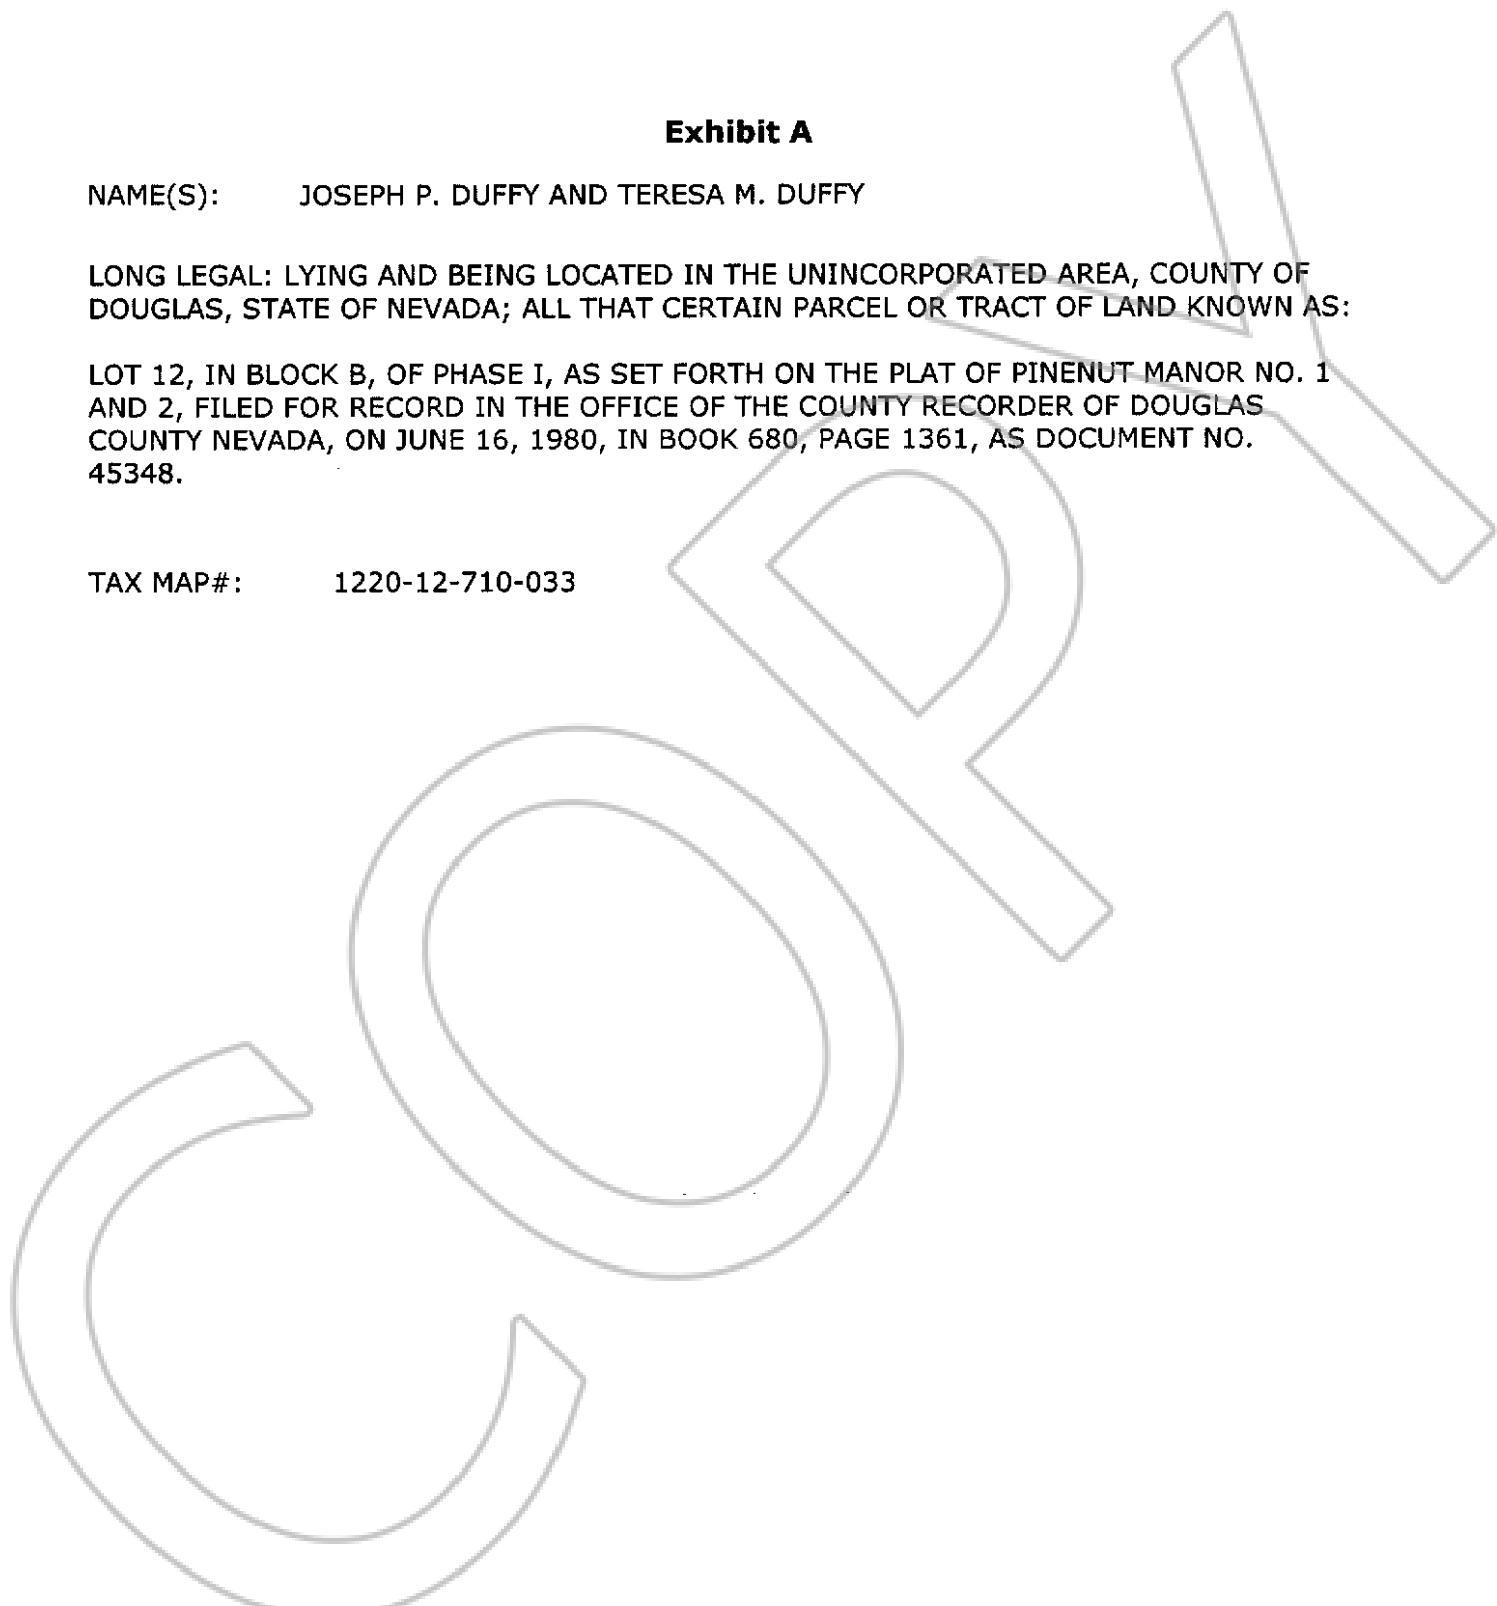 Exhibit A
NAME(S): JOSEPH P. DUFFY AND TERESA M. DUFFY
LONG LEGAL: LYING AND BEING LOCATED IN THE UNINCORPORATED AREA, COUNTY OF
DOUGLAS, STATE OF NEVADA; ALL THAT CERTAIN PARCEL OR TRACT OF LAND KNOWN AS:
LOT 12, IN BLOCK B, OF PHASE I, AS SET FORTH ON THE PLAT OF PINENUT MANOR NO. 1
AND 2, FILED FOR RECORD IN THE OFFICE OF THE COUNTY RECORDER OF DOUGLAS
COUNTY NEVADA, ON JUNE 16, 1980, IN BOOK 680, PAGE 1361, AS DOCUMENT NO.
45348.
TAX MAP#: 1220-12-710-033
COPY